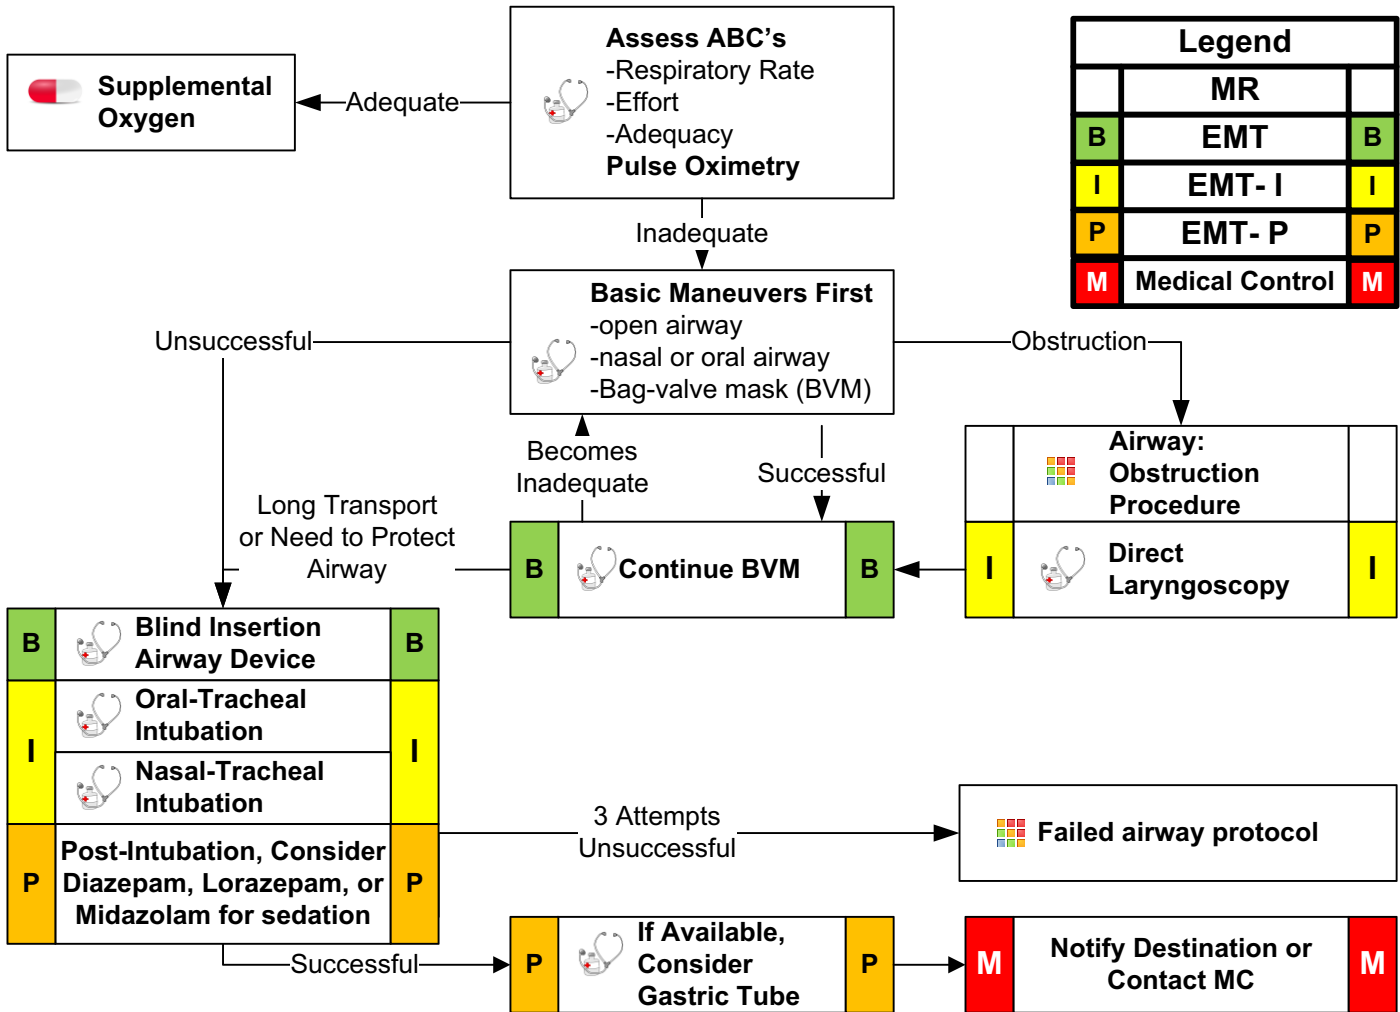 Assess ABC's
-Respiratory Rate
-Effort
-Adequacy
Pulse Oximetry
Supplemental
Oxygen
Adequate
Legend
MR
B EMT B
I EMT- I I
P EMT- P P
M Medical Control M
Inadequate
Basic Maneuvers First
-open airway
-nasal or oral airway
-Bag-valve mask (BVM)
Unsuccessful
Obstruction
Becomes
Inadequate
Successful
Airway:
Obstruction
Procedure
Long Transport
or Need to Protect
Airway
B Continue BVM B
I Direct I
Laryngoscopy
B Blind Insertion B
Airway Device
Oral-Tracheal
Intubation
I I
Nasal-Tracheal
Intubation
3 Attempts
Unsuccessful
Failed airway protocol
Post-Intubation, Consider
P Diazepam, Lorazepam, or P
Midazolam for sedation
Successful
If Available,
P Consider P
Gastric Tube
M Notify Destination or M
Contact MC